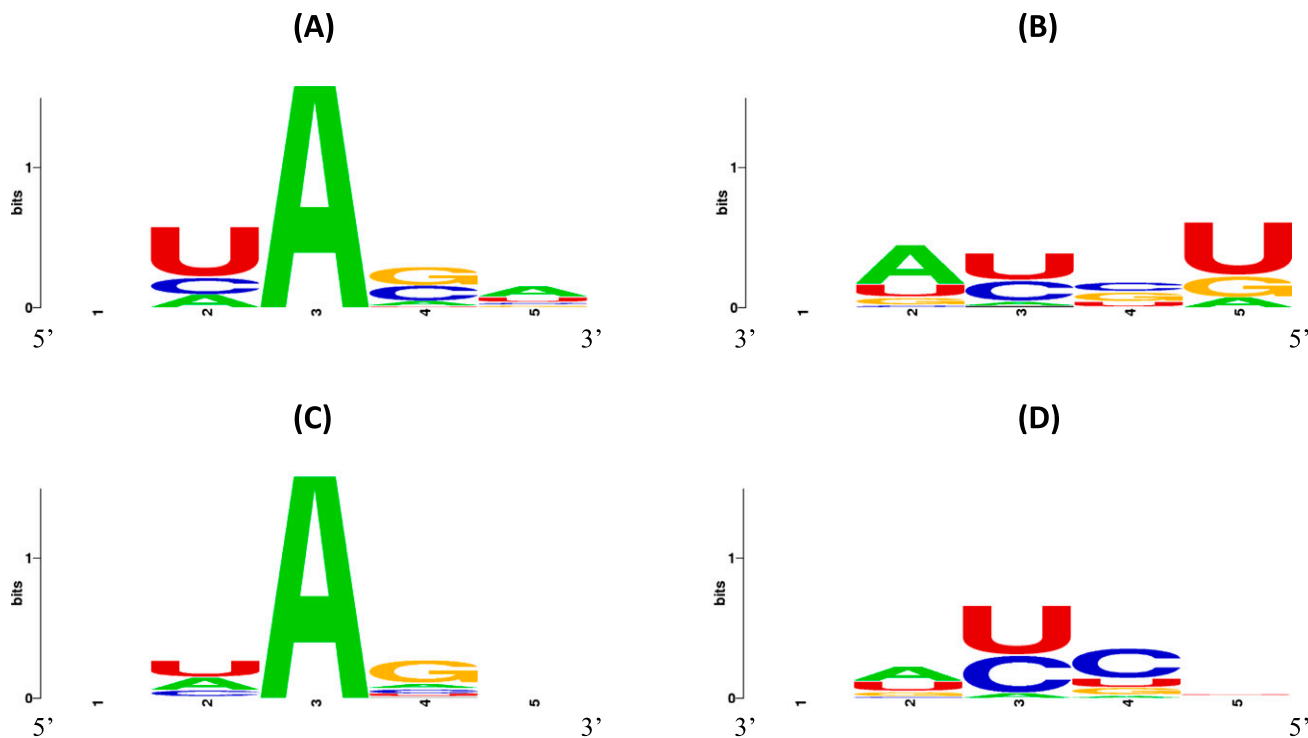 (A) (B)
bits 1 0 U C A A G C A A U 1 2 3 4 5
bits 1 0 A U G U C A C G U U G A 1 2 3 4 5
5’ 3’ 3’ 5’
(C) (D)
bits 1 0 U A C A G A C U 1 2 3 4 5
bits 1 0 A U G U C A C U G A 1 2 3 4 5
5’ 3’ 3’ 5’